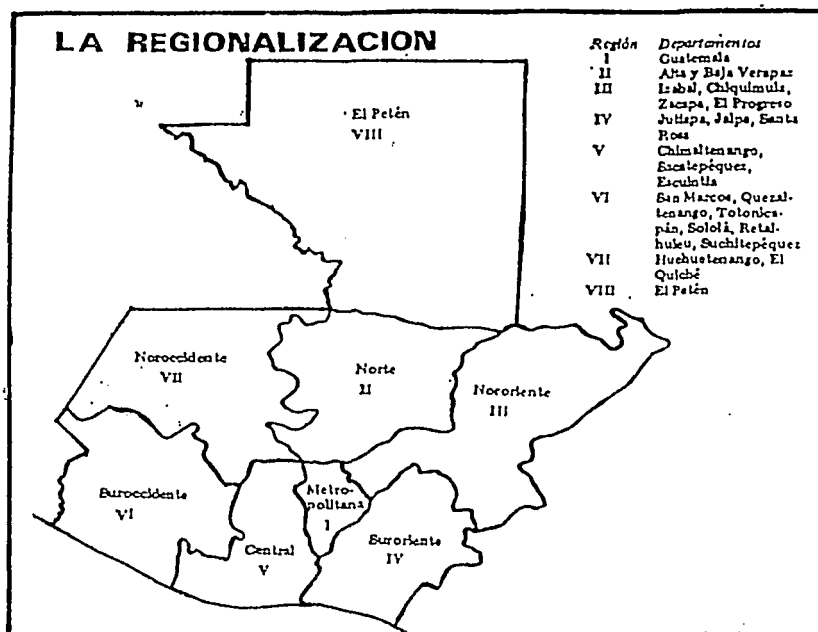 LA REGIONALIZACION
Región Departamentos
I Guatemala
II Alta y Baja Verapaz
III Izabal, Chiquimula,
Zacapa, El Progreso
IV Jutiapa, Jalpa, Santa
Rosa
V Chimaltenango,
Sacatepéquez,
Escuintla
VI San Marcos, Quezal-
tenango, Totonica-
pán, Sololá, Retal-
huleu, Suchitepéquez
VII Huehuetenango, El
Quiché
VIII El Petén
El Petén
VIII
Noroccidente
VII
Norte
II
Nororiente
III
Suroccidente
VI
Metro-
politana
I
Central
V
Suroriente
IV